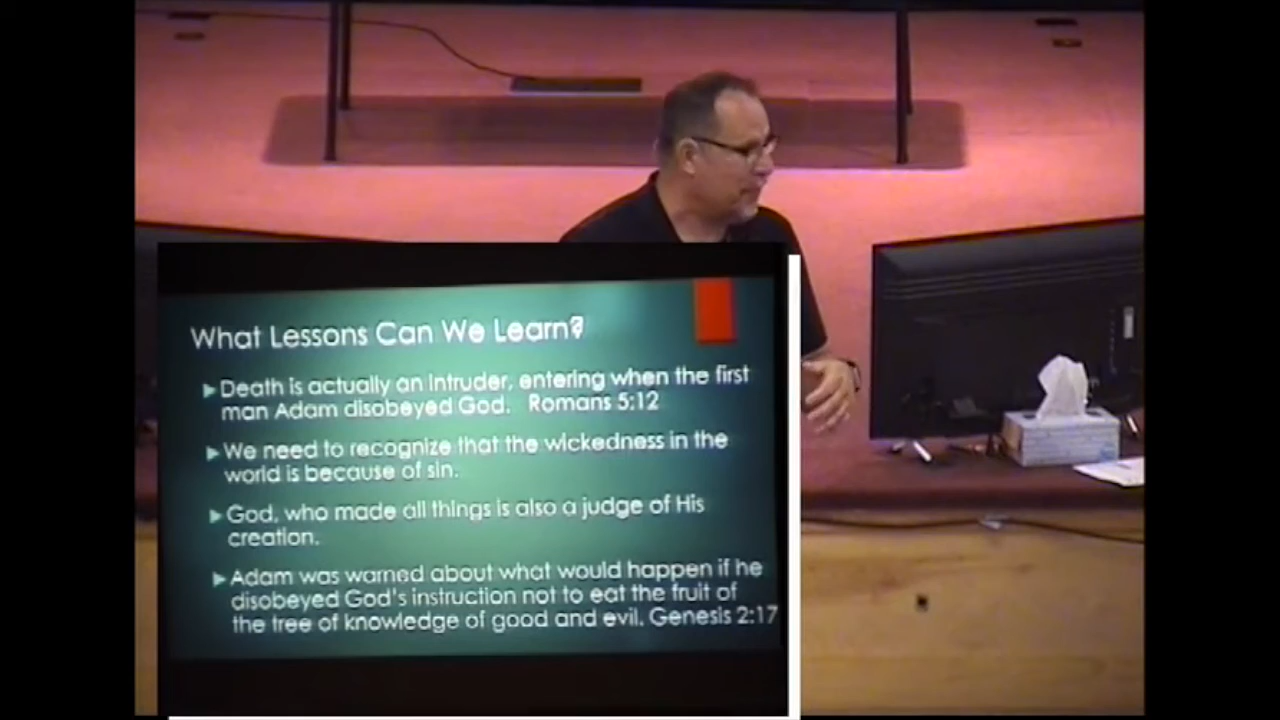 What Lessons Can We Learn?
Death is actually an intruder, entering when the first
man Adam disobeyed God. Romans 5:12
We need to recognize that the wickedness in the
world is because of sin.
God, who made all things is also a judge of His
creation.
Adam was warned about what would happen if he
disobeyed God's instruction not to eat the fruit of
the tree of knowledge of good and evil. Genesis 2:17